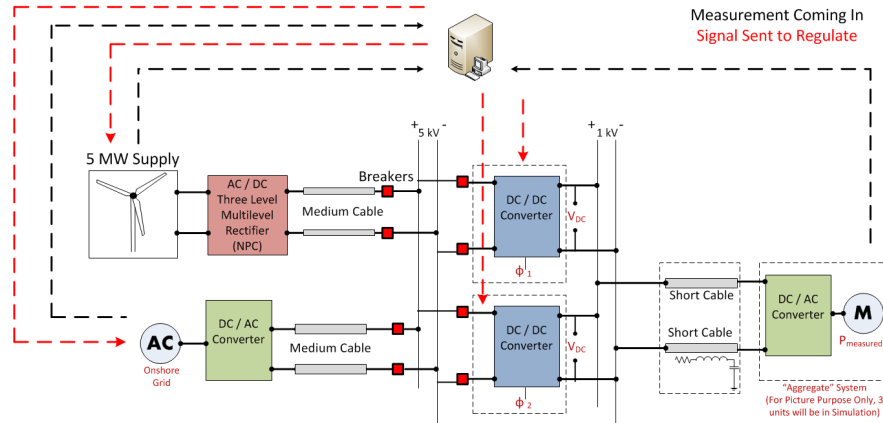 Measurement Coming In
Signal Sent to Regulate
+ 5 kV -
+ 1 kV -
5 MW Supply
AC / DC
Three Level
Multilevel
Rectifier
(NPC)
Breakers
Medium Cable
DC / DC
Converter
VDC
ϕ1
DC / AC
Converter
AC
Onshore
Grid
Medium Cable
DC / DC
Converter
VDC
ϕ2
Short Cable
Short Cable
DC / AC
Converter
M
Pmeasured
"Aggregate" System
(For Picture Purpose Only, 3
units will be in Simulation)